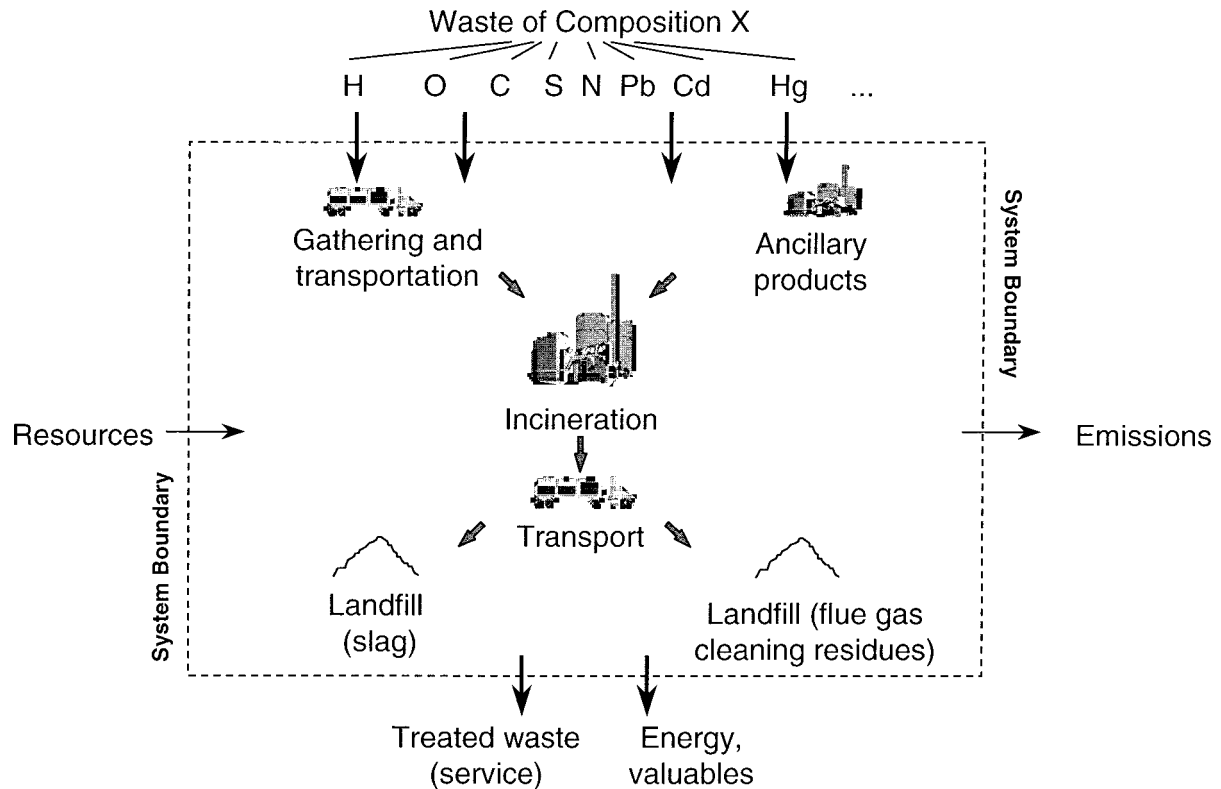 Waste of Composition X
H O C S N Pb Cd Hg ...
System Boundary
Gathering and
transportation
Ancillary
products
Incineration
Resources
Emissions
Transport
System Boundary
Landfill
(slag)
Landfill (flue gas
cleaning residues)
Treated waste
(service)
Energy,
valuables